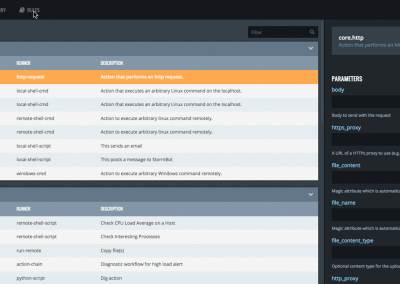 RULES
Filter
core.http
Action that performs an http
RUNNER DESCRIPTION
http-request Action that performs an http request.
local-shell-cmd Action that executes an arbitrary Linux command on the localhost.
local-shell-cmd Action that executes an arbitrary Linux command on the localhost.
remote-shell-cmd Action to execute arbitrary linux command remotely.
remote-shell-cmd Action to execute arbitrary linux command remotely.
local-shell-script This sends an email
local-shell-script This posts a message to StormBot
windows-cmd Action to execute arbitrary Windows command remotely.
RUNNER DESCRIPTION
remote-shell-script Check CPU Load Average on a Host
remote-shell-script Check Interesting Processes
run-remote Copy file(s)
action-chain Diagnostic workflow for high load alert
python-script Dig action
PARAMETERS
body
Body to send with the request
https_proxy
A URL of a HTTPs proxy to use (e.g.
file_content
Magic attribute which is automatic
file_name
Magic attribute which is automatic
file_content_type
Optional content type for the uploa
http_proxy